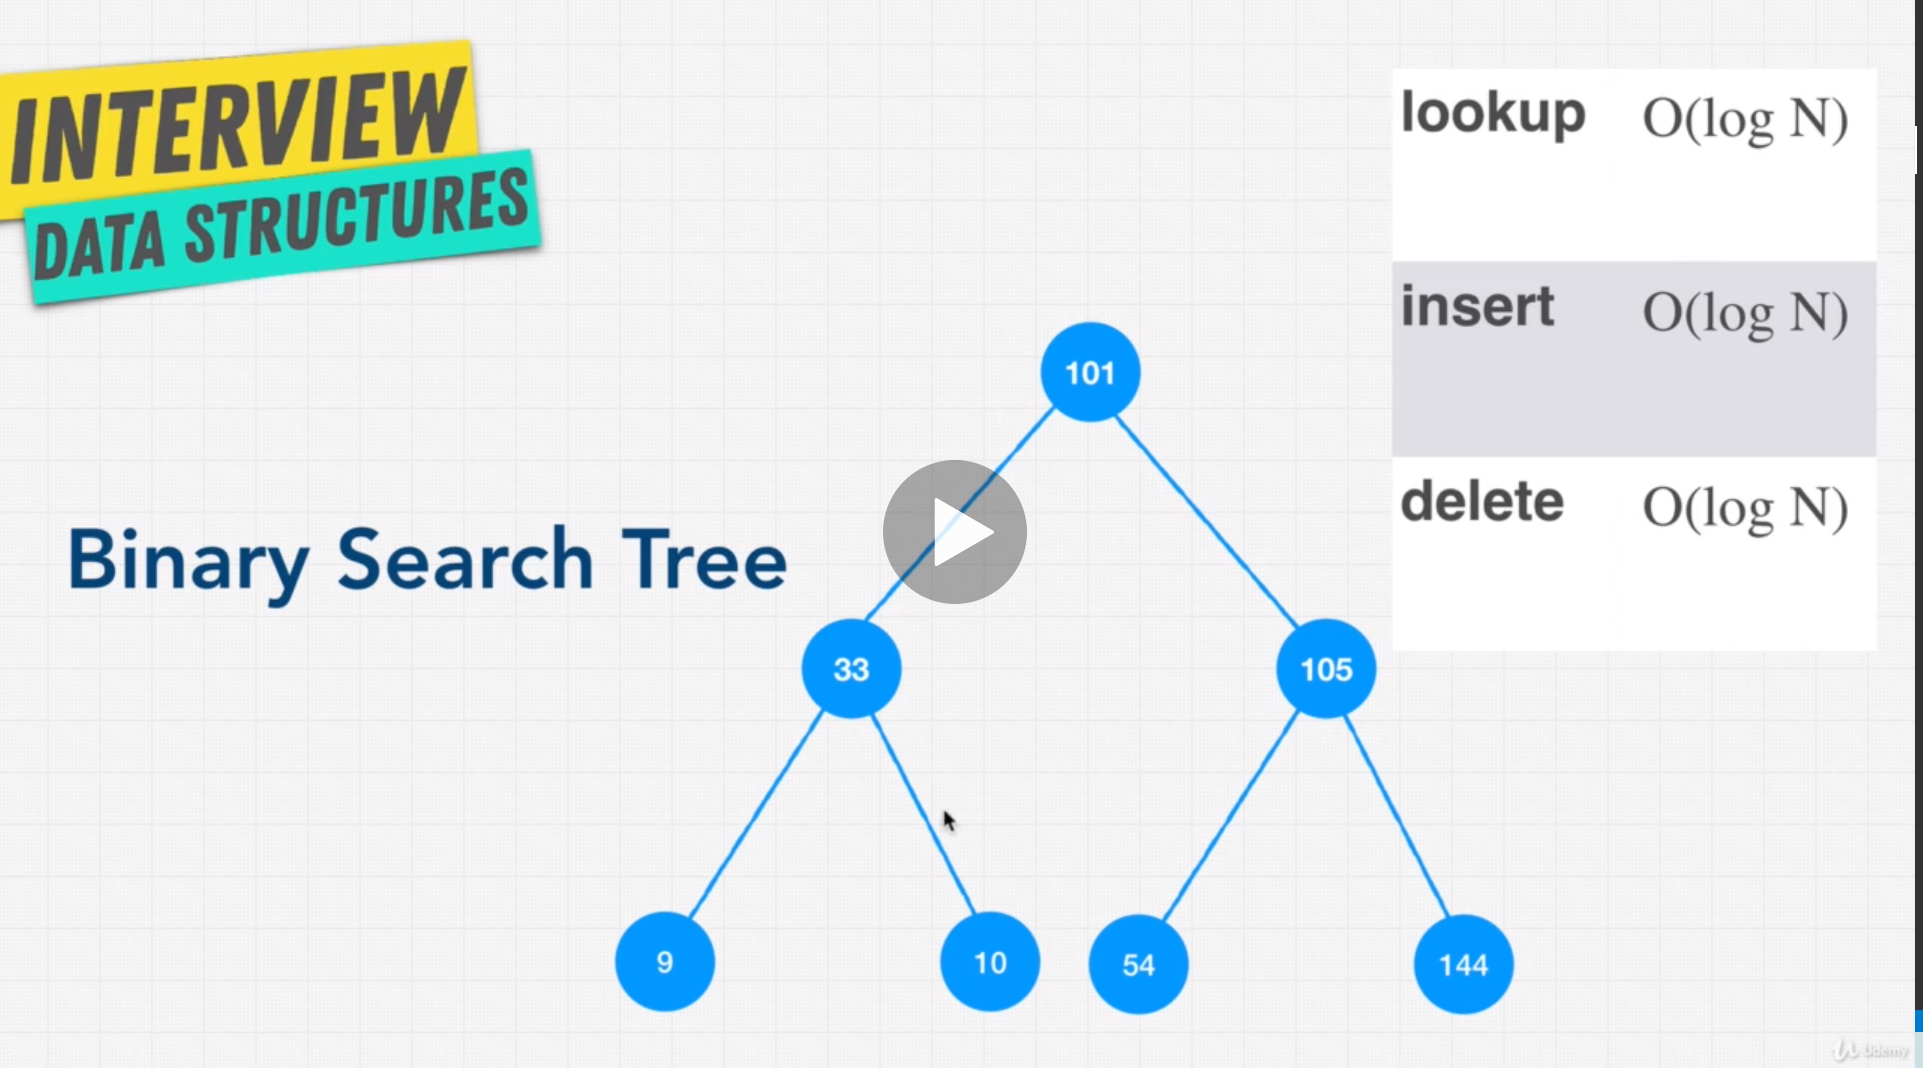 INTERVIEW
DATA STRUCTURES
lookup O(log N)
insert O(log N)
delete O(log N)
Binary Search Tree
101
33
105
9
10
54
144
Udemy